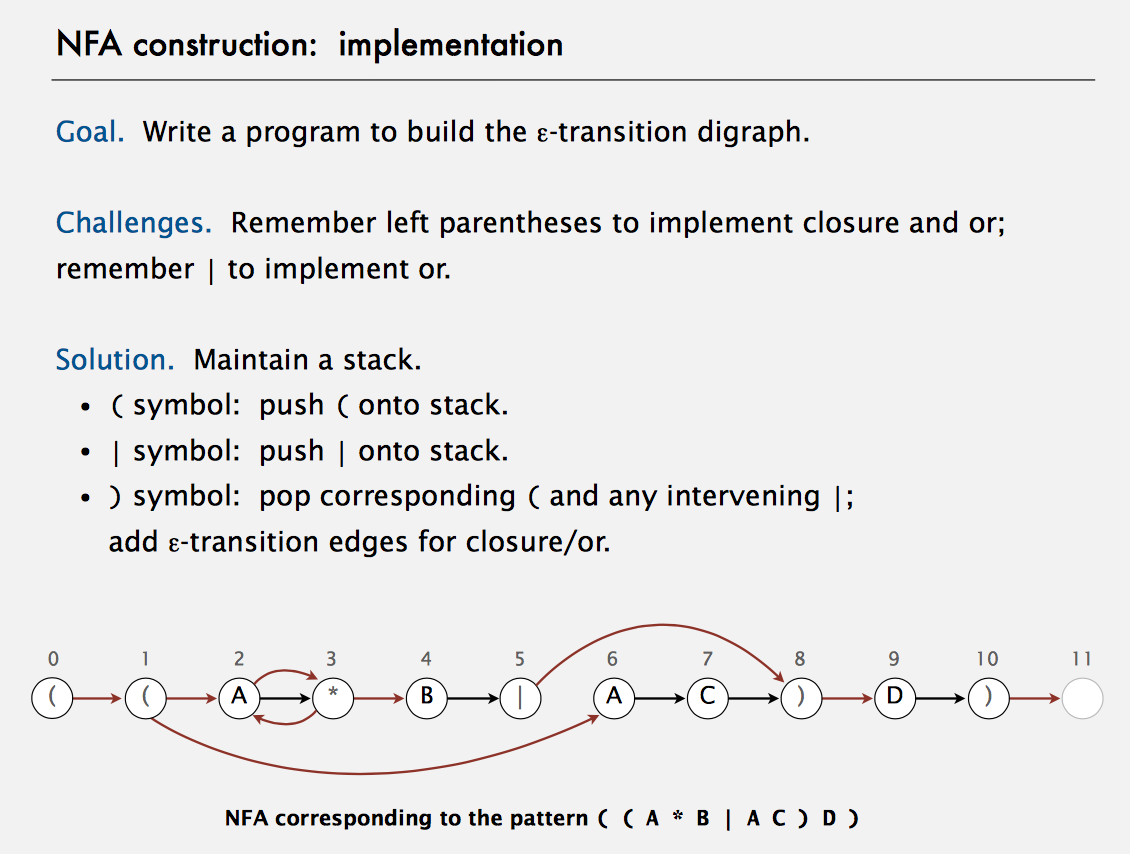 NFA construction: implementation
Goal. Write a program to build the ε-transition digraph.
Challenges. Remember left parentheses to implement closure and or;
remember | to implement or.
Solution. Maintain a stack.
• ( symbol: push ( onto stack.
• | symbol: push | onto stack.
• ) symbol: pop corresponding ( and any intervening |;
add ε-transition edges for closure/or.
0 1 2 3 4 5 6 7 8 9 10 11
( ( A * B | A C ) D )
NFA corresponding to the pattern ( ( A * B | A C ) D )